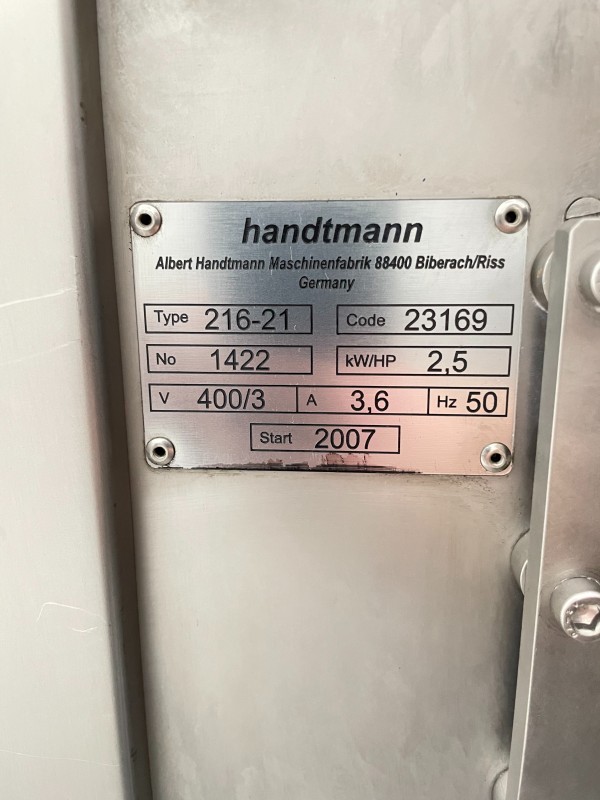 handtmann
Albert Handtmann Maschinenfabrik 88400 Biberach/Riss
Germany
Type 216-21 Code 23169
No 1422 kW/HP 2,5
V 400/3 A 3,6 Hz 50
Start 2007